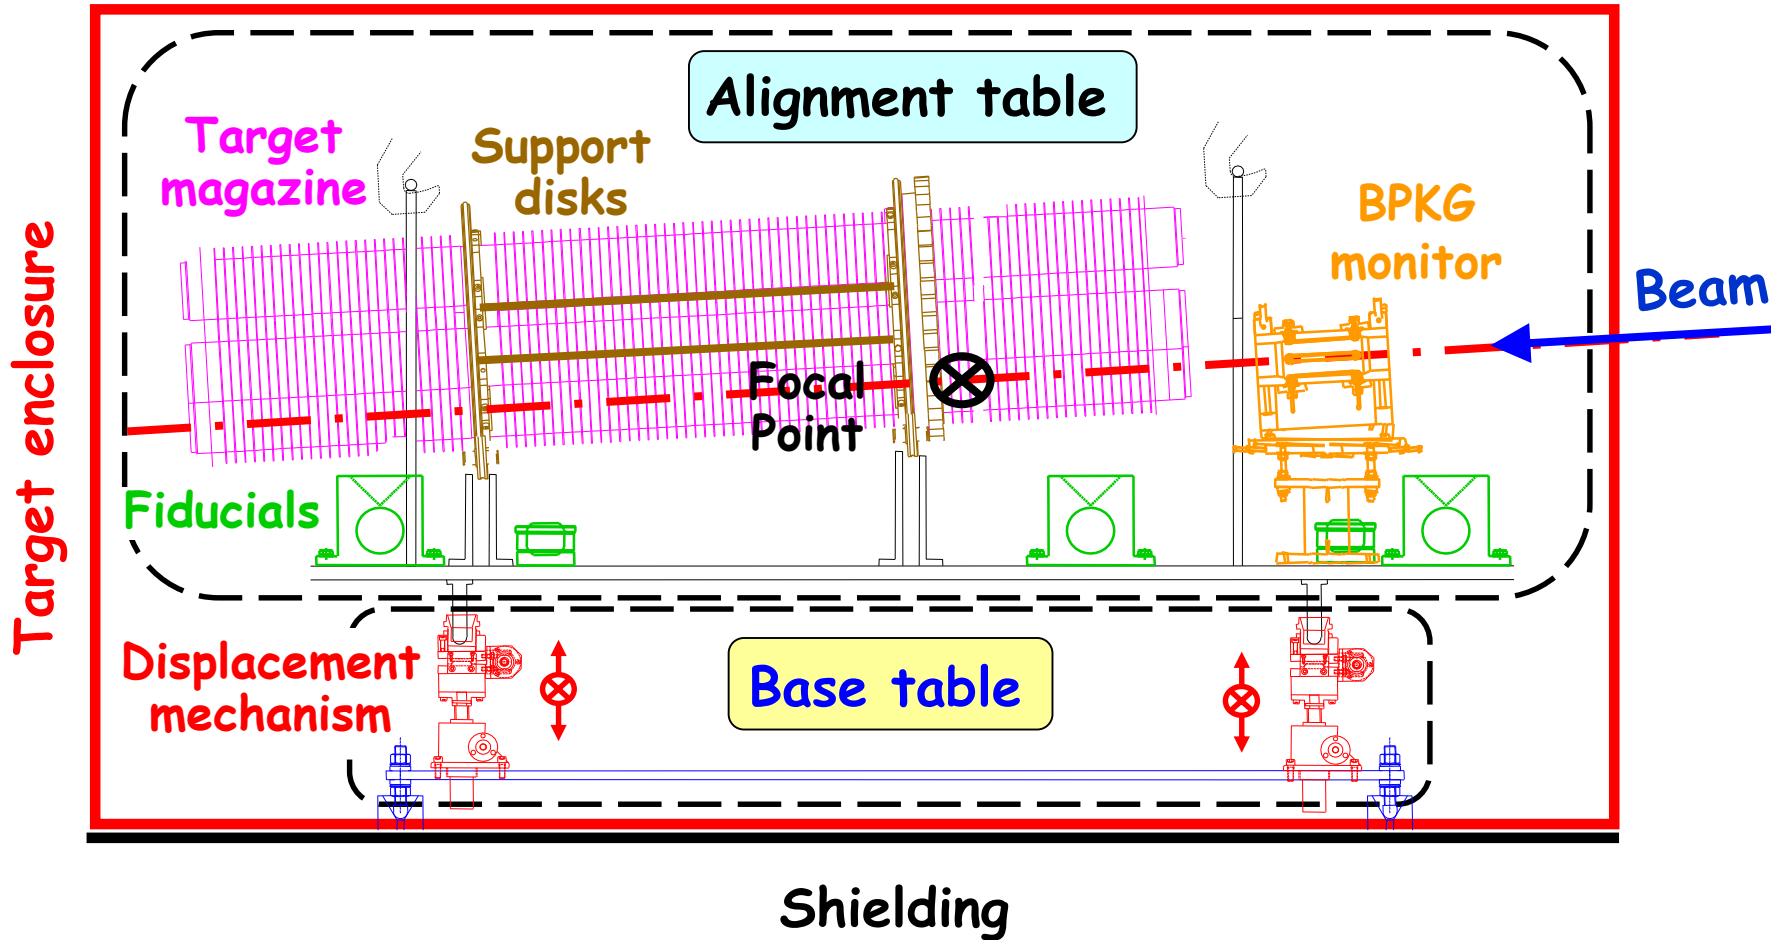 Alignment table
Target
magazine
Support
disks
BPKG
monitor
Beam
Target enclosure
Focal
Point
Fiducials
Displacement
mechanism
Base table
Shielding